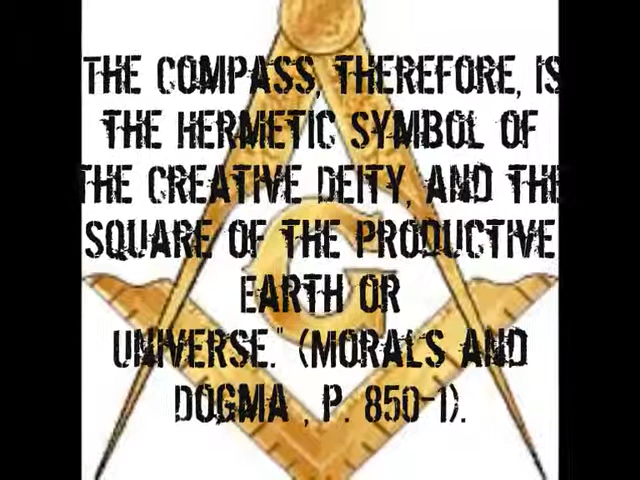 THE COMPASS, THEREFORE, IS
THE HERMETIC SYMBOL OF
THE CREATIVE DEITY, AND THE
SQUARE OF THE PRODUCTIVE
EARTH OR
UNIVERSE." (MORALS AND
DOGMA , P. 850-1).
G